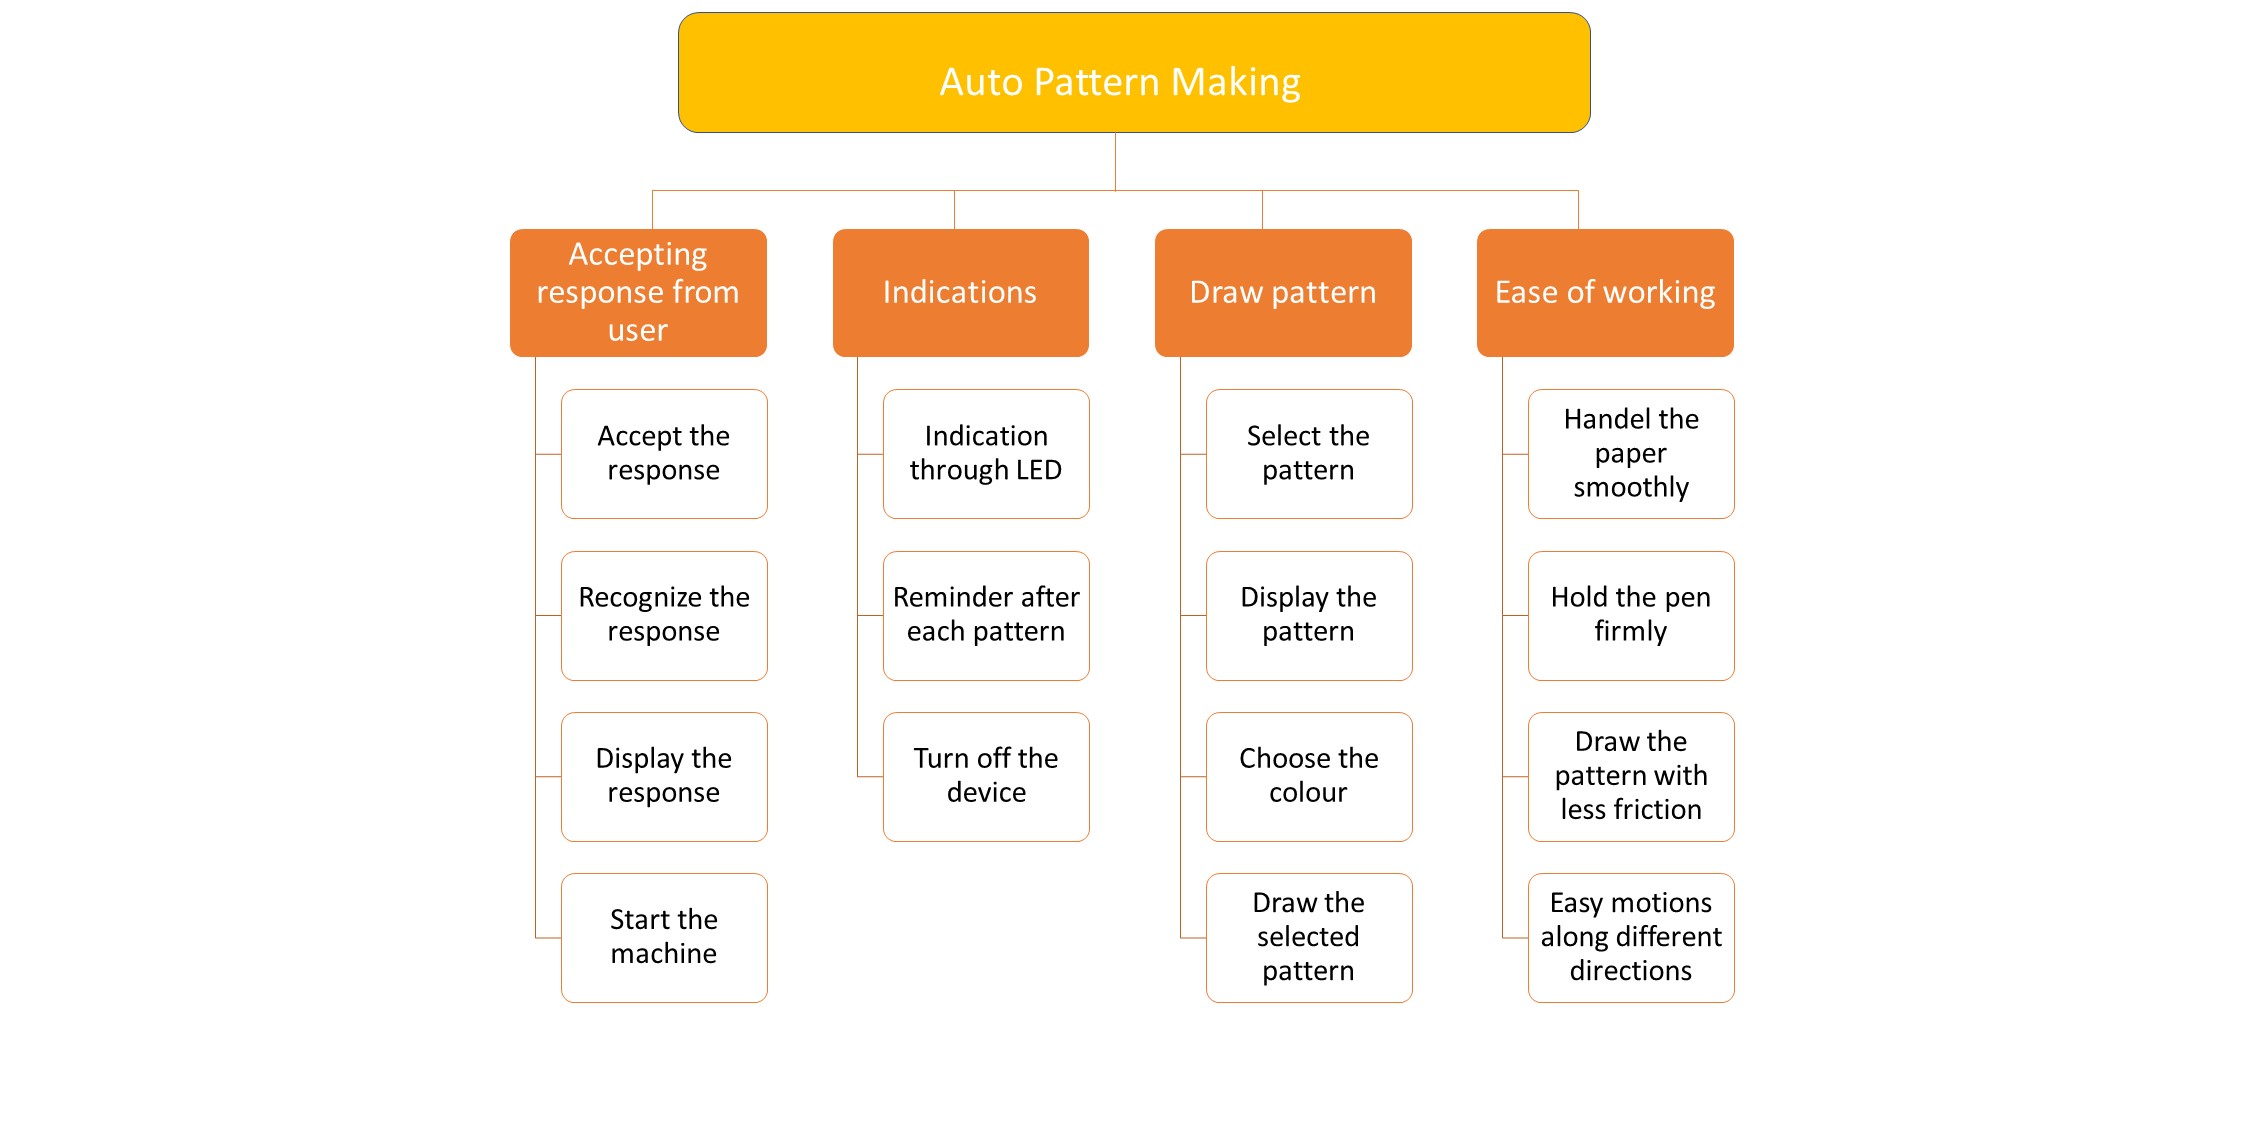 Auto Pattern Making
Accepting
response from
user
Indications
Draw pattern
Ease of working
Accept the
response
Recognize the
response
Display the
response
Start the
machine
Indication
through LED
Reminder after
each pattern
Turn off the
device
Select the
pattern
Display the
pattern
Choose the
colour
Draw the
selected
pattern
Handel the
paper
smoothly
Hold the pen
firmly
Draw the
pattern with
less friction
Easy motions
along different
directions